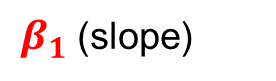 β₁ (slope)